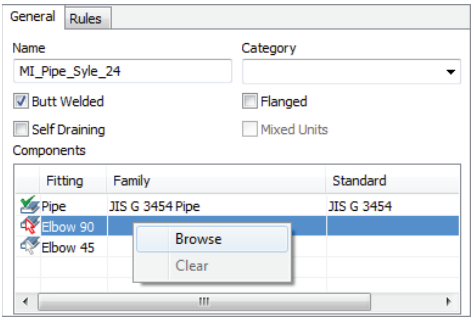 General Rules
Name Category
MI_Pipe_Syle_24
Butt Welded Flanged
Self Draining Mixed Units
Components
Fitting Family Standard
Pipe JIS G 3454 Pipe JIS G 3454
Elbow 90
Browse
Elbow 45
Clear